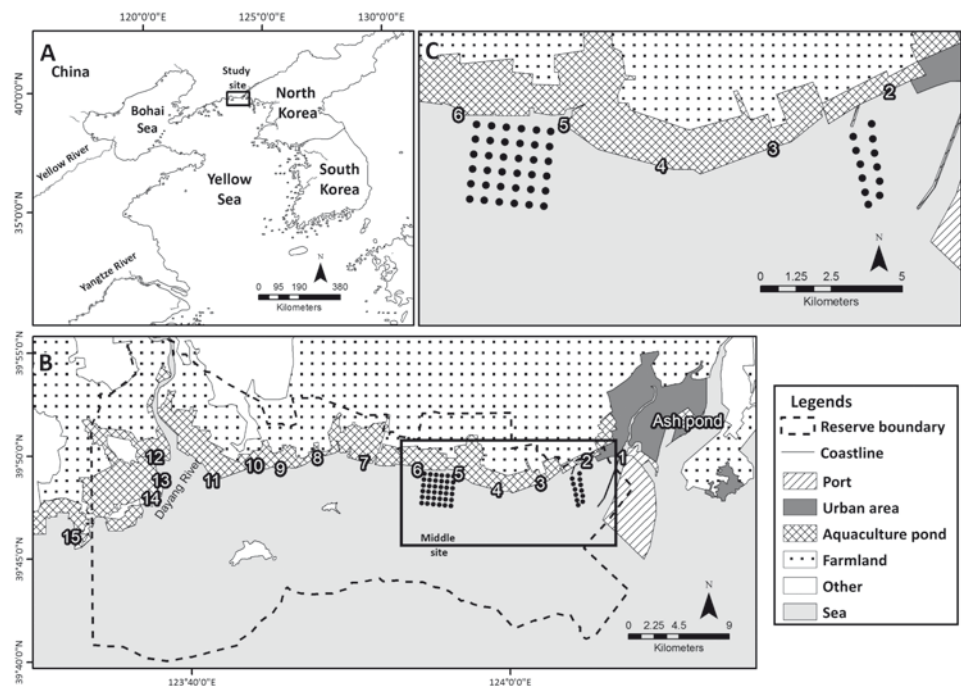 120°0'0"E
125°0'0"E
130°0'0"E
A
China
Study
site
40°0'0"N
Bohai
Sea
North
Korea
Yellow River
Yellow
Sea
South
Korea
35°0'0"N
Yangtze River
N
0 95 190 380
Kilometers
C
2
6
5
3
4
N
0 1.25 2.5 5
Kilometers
B
39°55'0"N
39°50'0"N
39°45'0"N
39°40'0"N
Ash pond
12
13
14
15
11
10
9
8
7
6
5
4
3
2
1
Dayang River
Middle
site
N
0 2.25 4.5 9
Kilometers
123°40'0"E
124°0'0"E
Legends
Reserve boundary
Coastline
Port
Urban area
Aquaculture pond
Farmland
Other
Sea